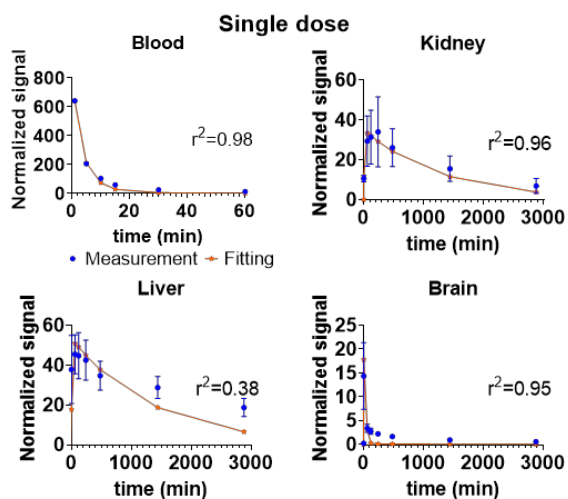 Single dose
Blood
Normalized signal
800
600
400
200
0
0 20 40 60
time (min)
r²=0.98
Kidney
Normalized signal
60
40
20
0
0 1000 2000 3000
time (min)
r²=0.96
Measurement Fitting
Liver
Normalized signal
60
40
20
0
0 1000 2000 3000
time (min)
r²=0.38
Brain
Normalized signal
25
20
15
10
5
0
0 1000 2000 3000
time (min)
r²=0.95